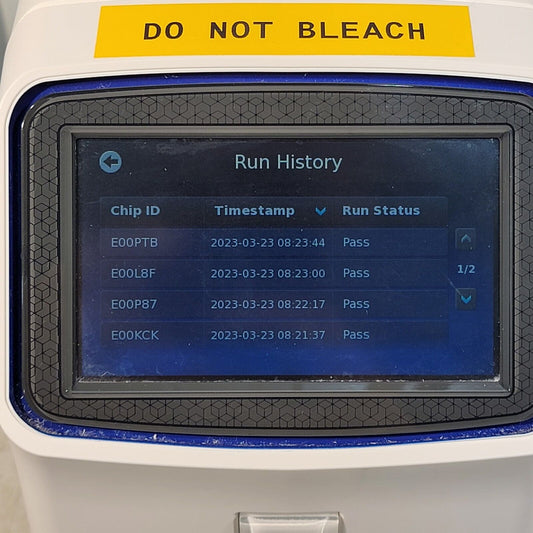 DO NOT BLEACH
Run History
Chip ID Timestamp Run Status
E00PTB 2023-03-23 08:23:44 Pass
E00L8F 2023-03-23 08:23:00 Pass
1/2
E00P87 2023-03-23 08:22:17 Pass
E00KCK 2023-03-23 08:21:37 Pass